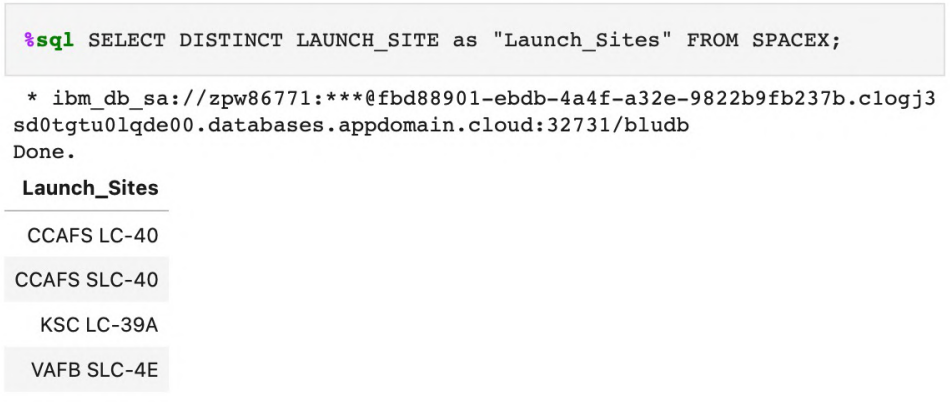 %sql SELECT DISTINCT LAUNCH_SITE as "Launch_Sites" FROM SPACEX;
* ibm_db_sa://zpw86771:***@fbd88901-ebdb-4a4f-a32e-9822b9fb237b.c1ogj3
sd0tgtu0lqde00.databases.appdomain.cloud:32731/bludb
Done.
Launch_Sites
CCAFS LC-40
CCAFS SLC-40
KSC LC-39A
VAFB SLC-4E